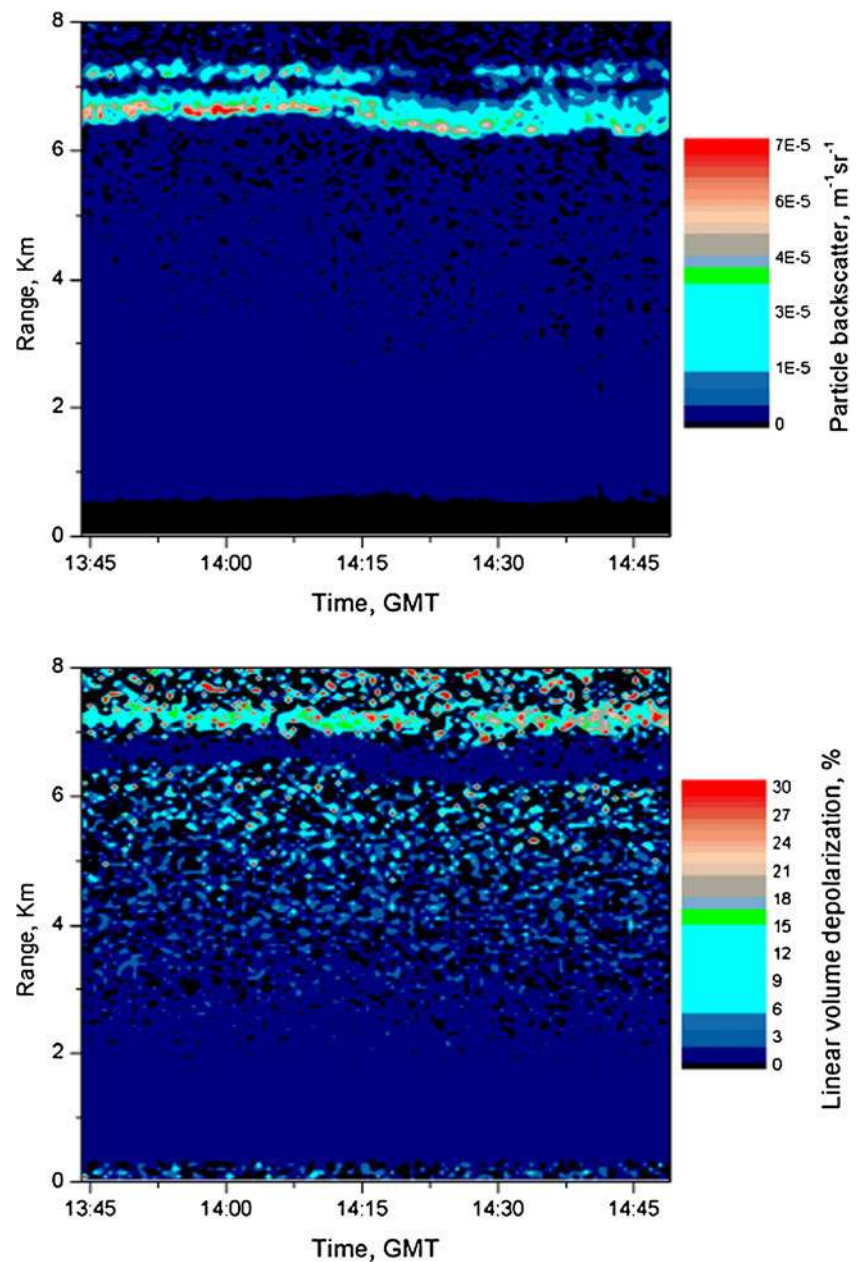 8
6
4
2
0
Range, Km
13:45
14:00
14:15
14:30
14:45
Time, GMT
7E-5
6E-5
4E-5
3E-5
1E-5
0
Particle backscatter, m⁻¹sr⁻¹
8
6
4
2
0
Range, Km
13:45
14:00
14:15
14:30
14:45
Time, GMT
30
27
24
21
18
15
12
9
6
3
0
Linear volume depolarization, %